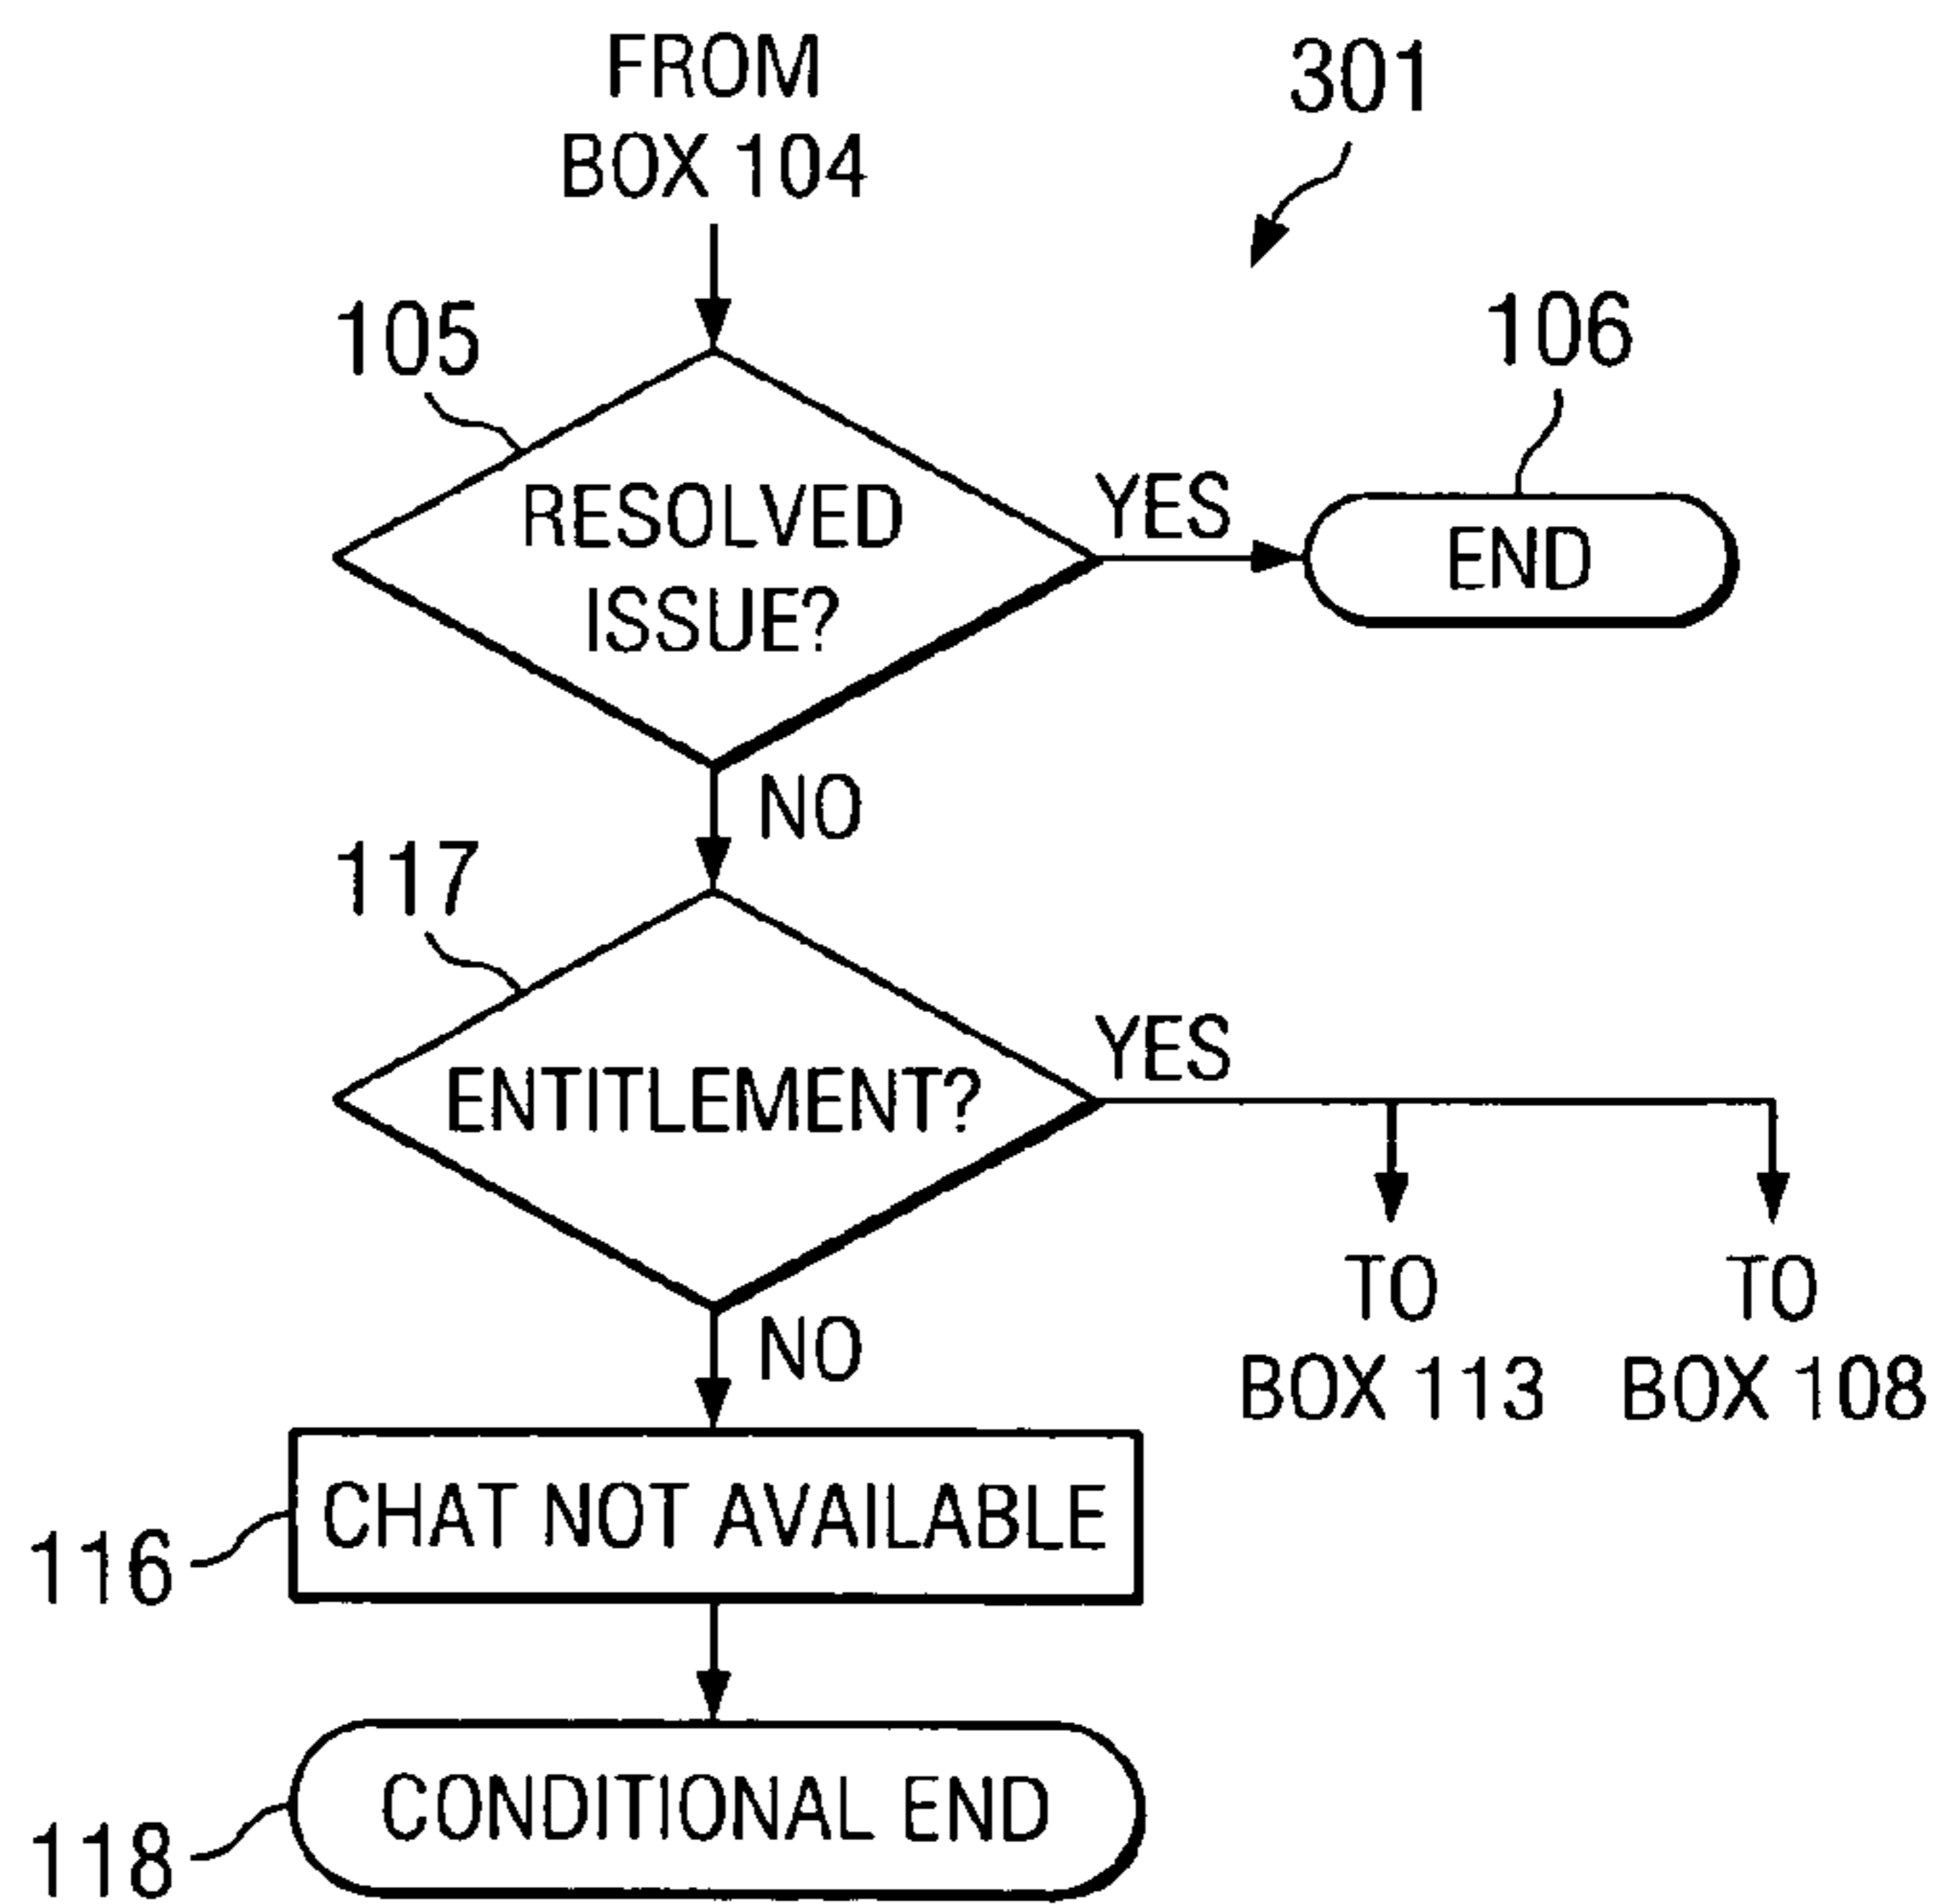 FROM
BOX 104
301
105
106
RESOLVED
ISSUE?
YES
END
NO
117
ENTITLEMENT?
YES
TO
BOX 113
TO
BOX 108
NO
CHAT NOT AVAILABLE
116
CONDITIONAL END
118